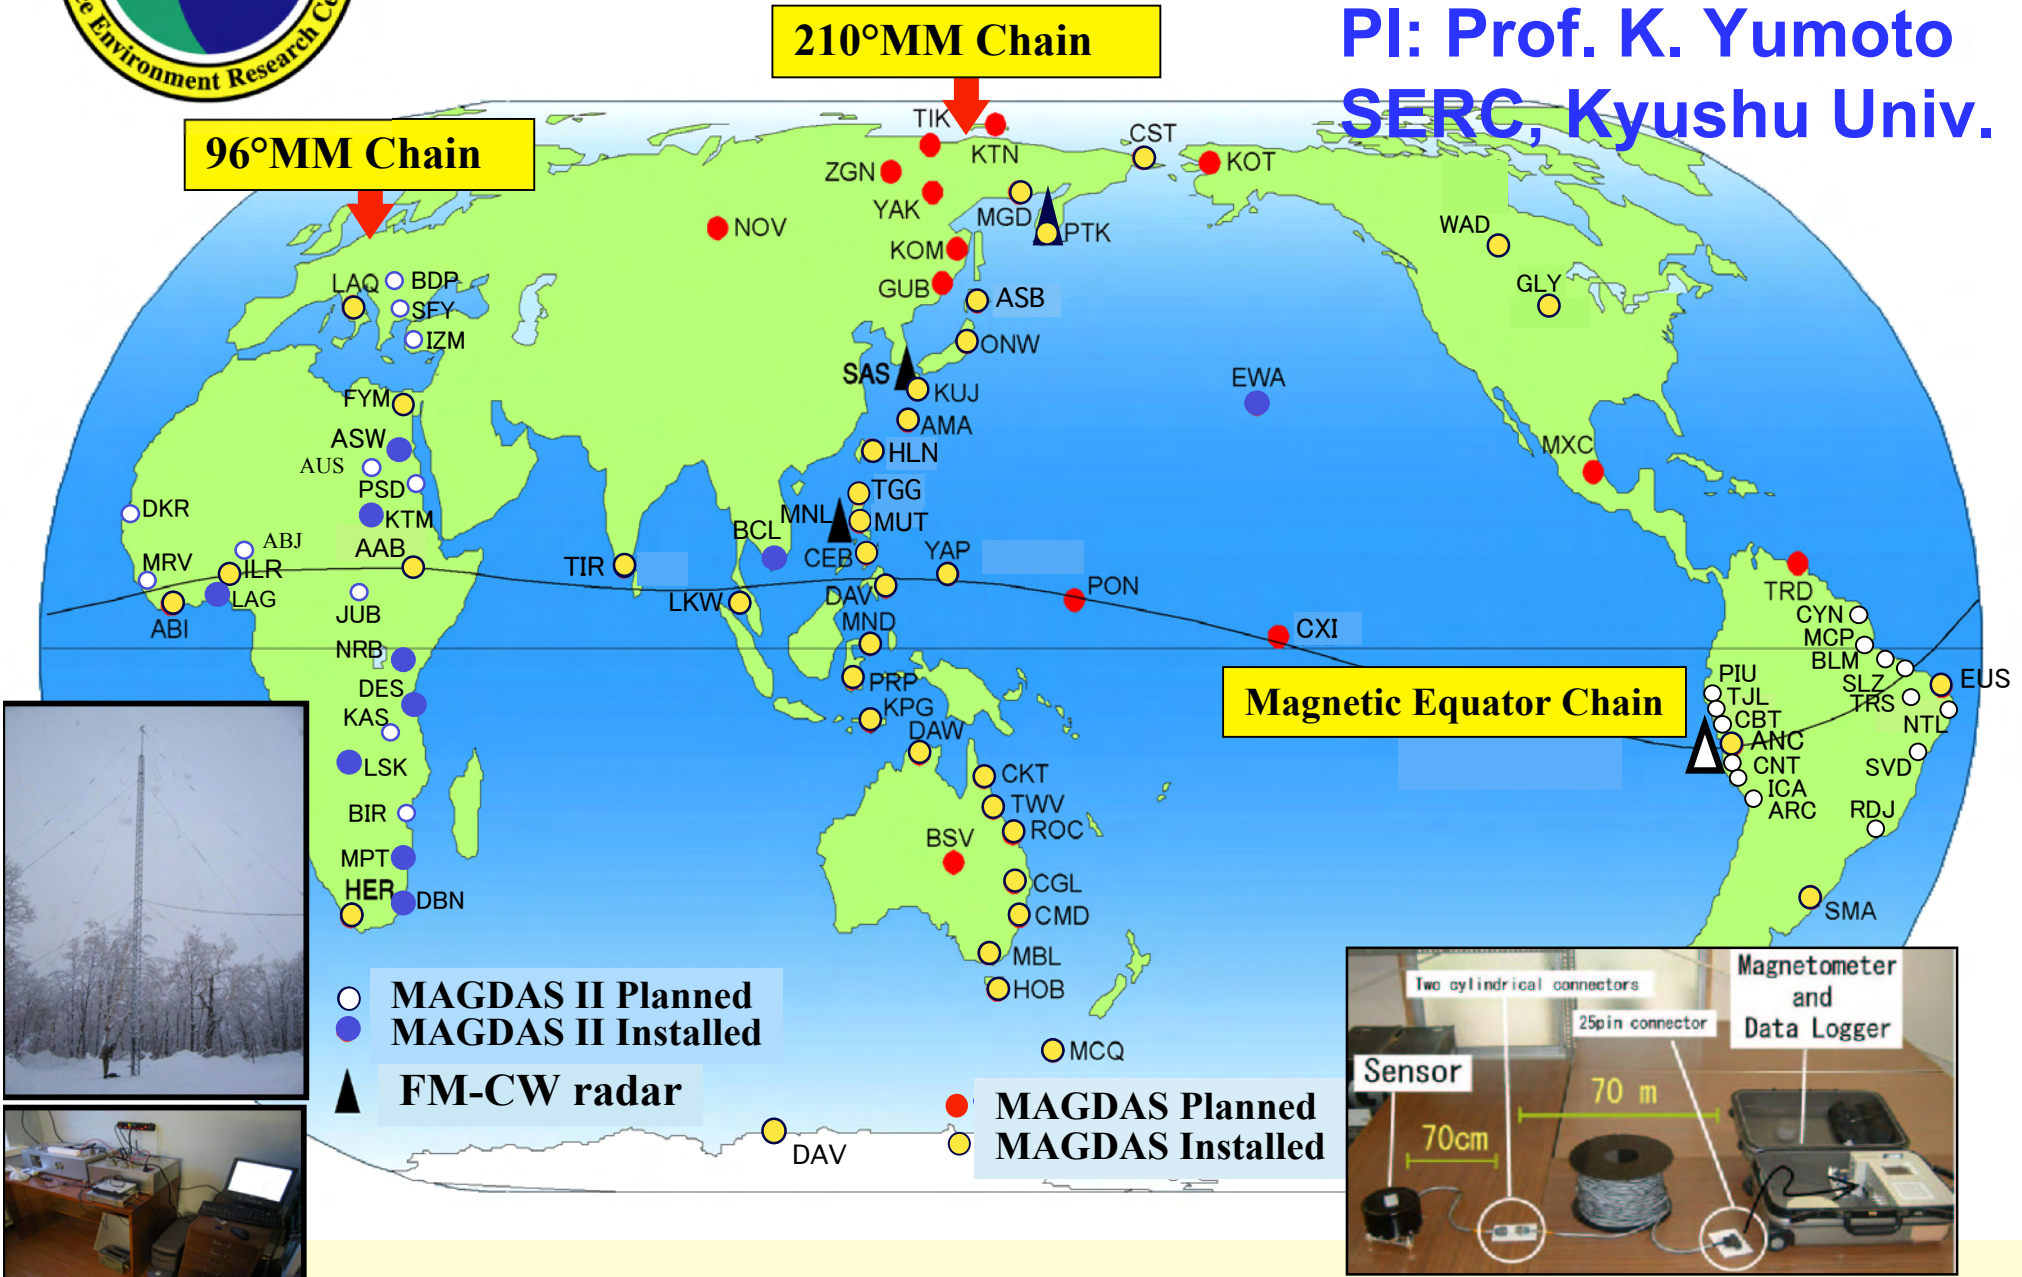 ce Environment Research Ce
210°MM Chain
PI: Prof. K. Yumoto
SERC, Kyushu Univ.
96°MM Chain
TIK
KTN
CST
KOT
ZGN
YAK
MGD
PTK
NOV
WAD
KOM
GUB
ASB
GLY
LAQ
BDP
SFY
IZM
ONW
SAS
KUJ
EWA
FYM
AMA
ASW
HLN
MXC
AUS
PSD
TGG
DKR
KTM
MNL
MUT
BCL
ABJ
AAB
CEB
YAP
MRV
ILR
TIR
PON
TRD
LAG
LKW
DAV
CYN
JUB
ABI
MND
CXI
MCP
NRB
BLM
PIU
SLZ
EUS
DES
PRP
Magnetic Equator Chain
TJL
TRS
KAS
KPG
CBT
NTL
DAW
ANC
LSK
CNT
SVD
CKT
ICA
TWV
ARC
RDJ
BIR
ROC
BSV
MPT
HER
CGL
DBN
CMD
SMA
MBL
HOB
MCQ
DAV
MAGDAS II Planned
MAGDAS II Installed
FM-CW radar
MAGDAS Planned
MAGDAS Installed
Magnetometer
and
Data Logger
Two cylindrical connectors
25pin connector
Sensor
70 m
70cm